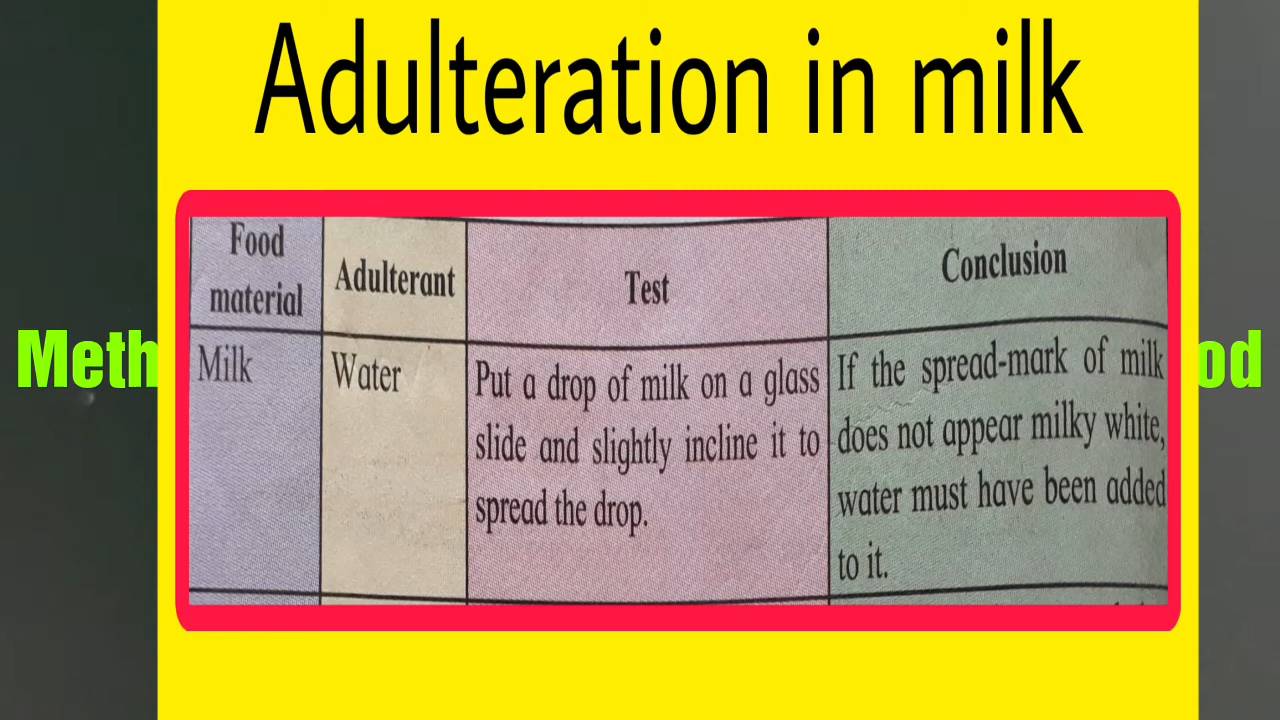 Adulteration in milk
Food
material
Adulterant
Test
Conclusion
Milk
Water
Put a drop of milk on a glass
slide and slightly incline it to
spread the drop.
If the spread-mark of milk
does not appear milky white,
water must have been added
to it.
Meth
od